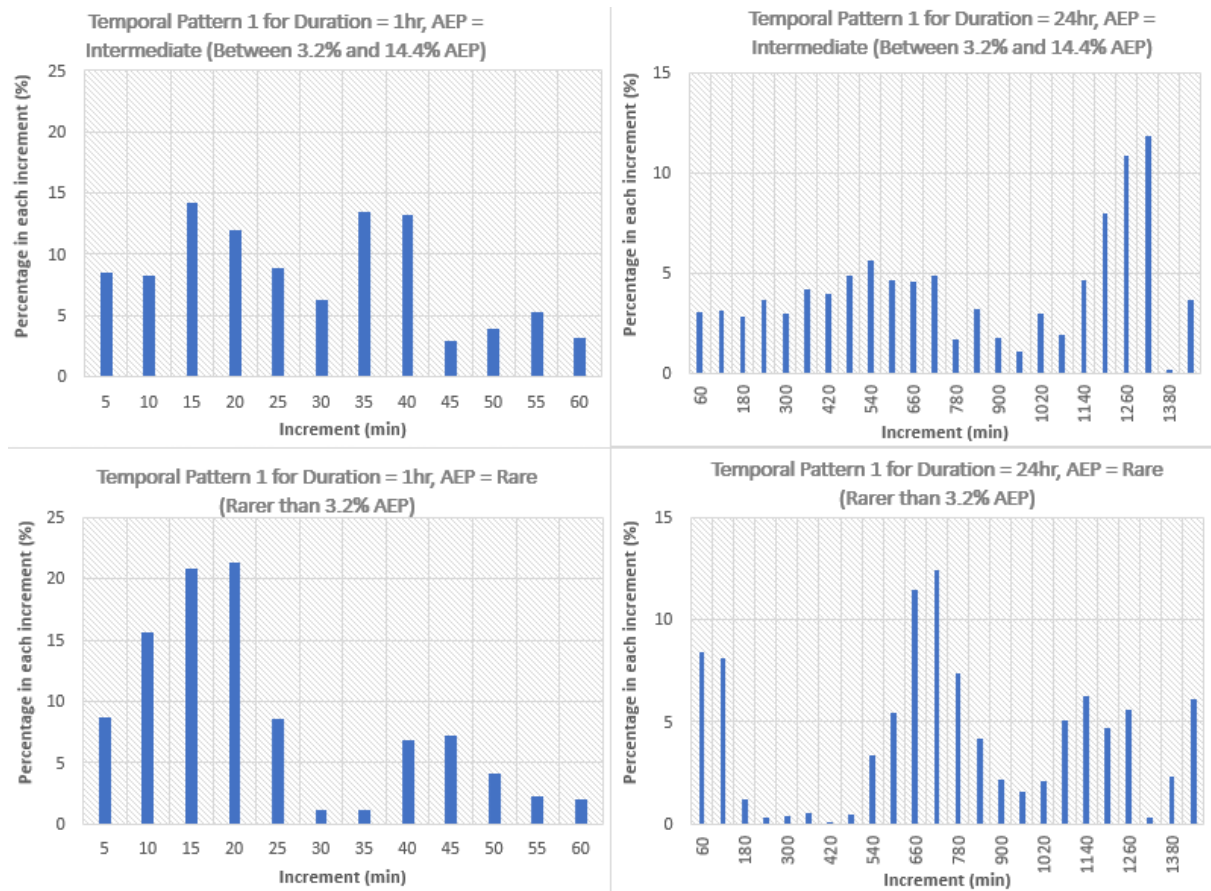 Temporal Pattern 1 for Duration = 1hr, AEP =
Intermediate (Between 3.2% and 14.4% AEP)
Percentage in each increment (%)
25
20
15
10
5
0
5 10 15 20 25 30 35 40 45 50 55 60
Increment (min)
Temporal Pattern 1 for Duration = 24hr, AEP =
Intermediate (Between 3.2% and 14.4% AEP)
Percentage in each increment (%)
15
10
5
0
60 180 300 420 540 660 780 900 1020 1140 1260 1380
Increment (min)
Temporal Pattern 1 for Duration = 1hr, AEP = Rare
(Rarer than 3.2% AEP)
Percentage in each increment (%)
25
20
15
10
5
0
5 10 15 20 25 30 35 40 45 50 55 60
Increment (min)
Temporal Pattern 1 for Duration = 24hr, AEP = Rare
(Rarer than 3.2% AEP)
Percentage in each increment (%)
15
10
5
0
60 180 300 420 540 660 780 900 1020 1140 1260 1380
Increment (min)